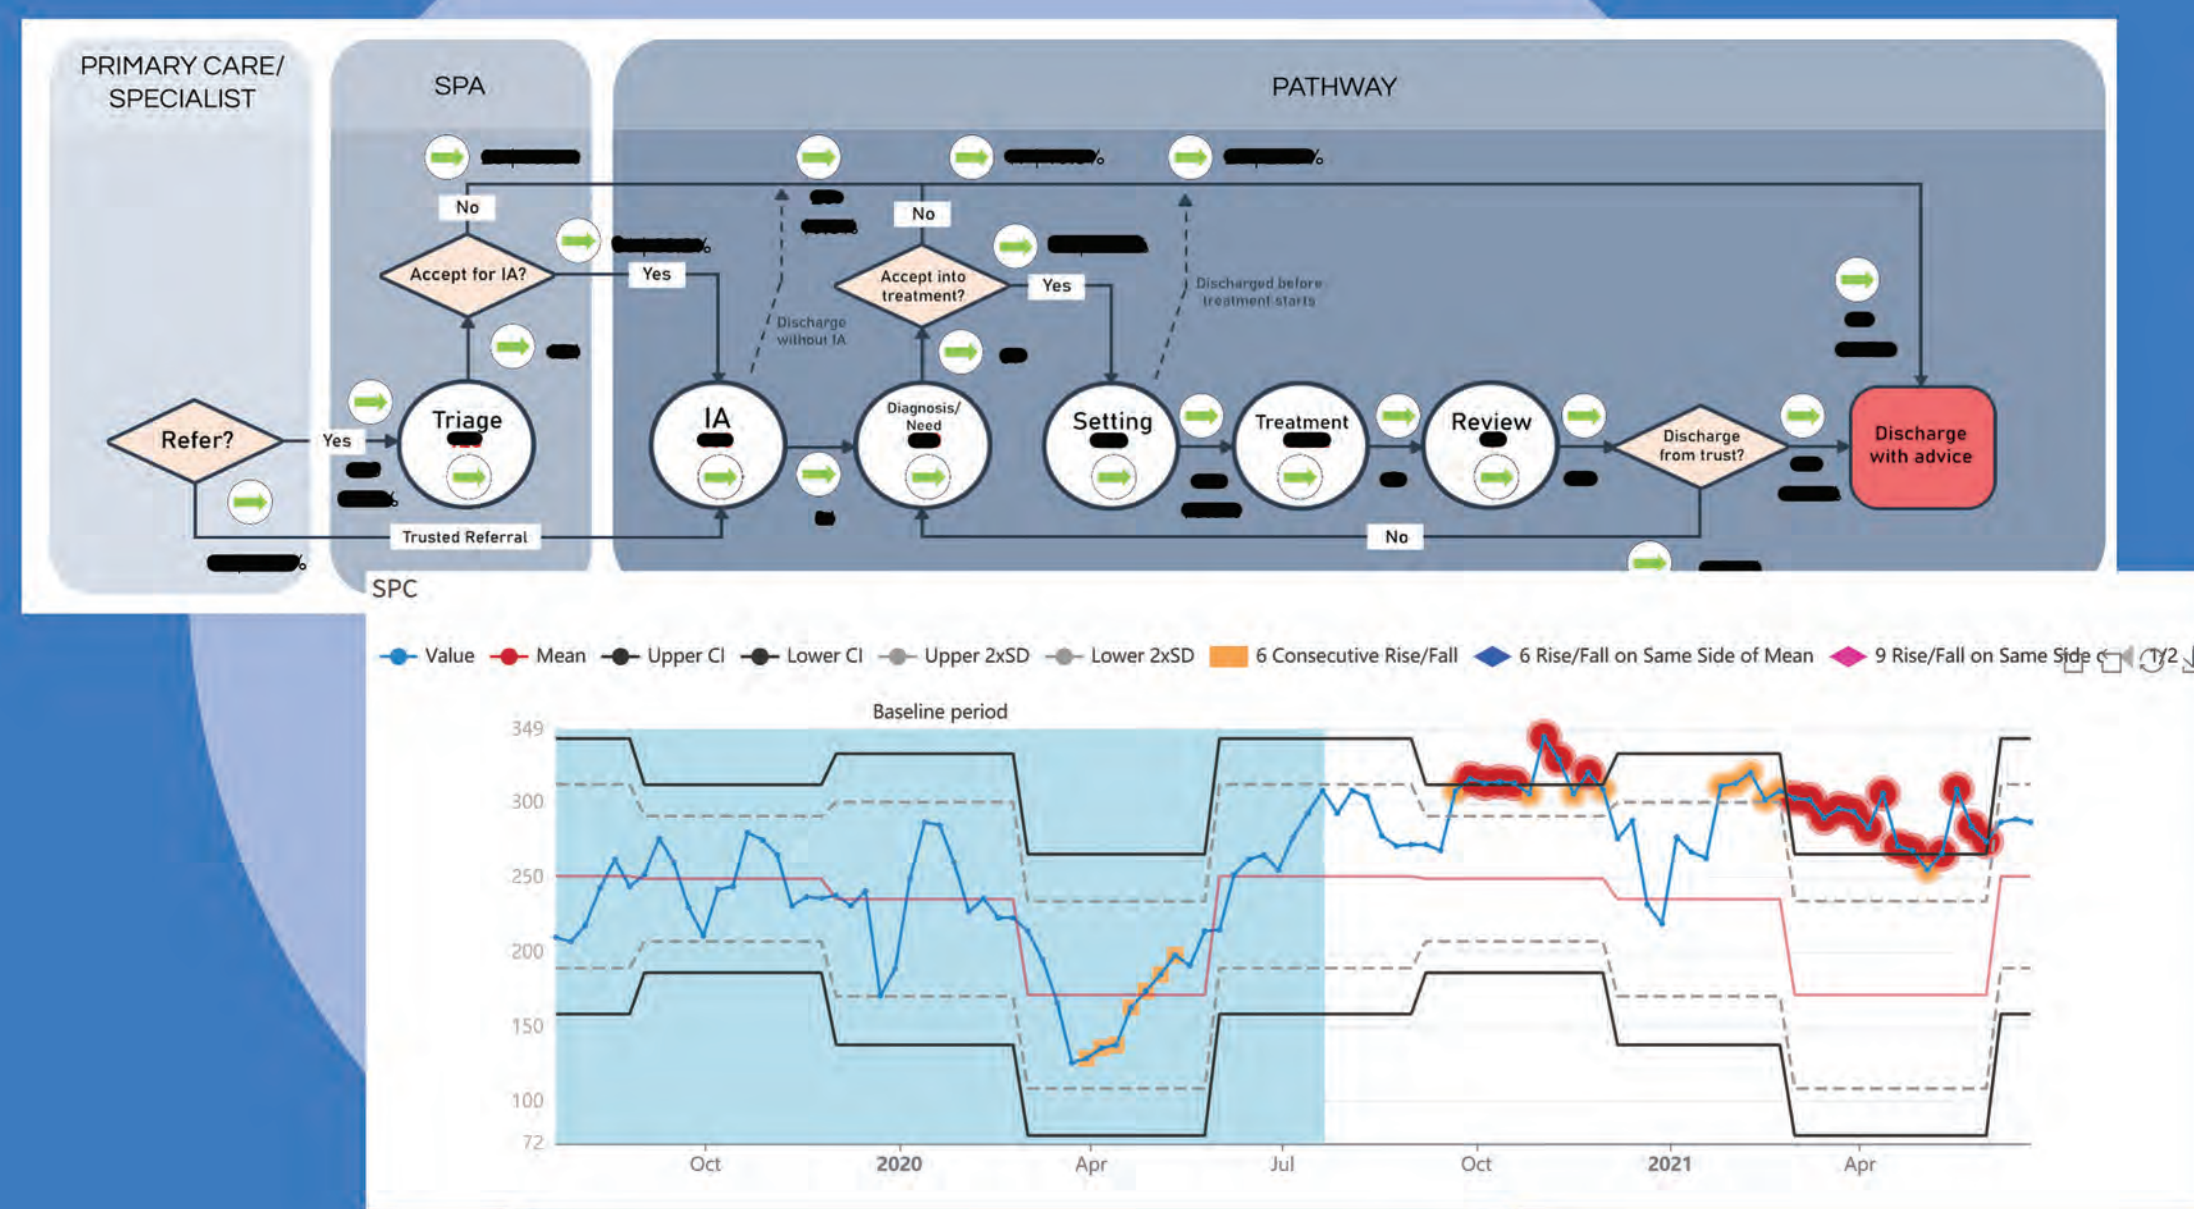 PRIMARY CARE/
SPECIALIST
SPA
PATHWAY
No
Accept for IA?
Yes
Discharge
without IA
No
Accept into
treatment?
Yes
Discharged before
treatment starts
Refer?
Yes
Triage
IA
Diagnosis/
Need
Setting
Treatment
Review
Discharge
from trust?
Discharge
with advice
Trusted Referral
No
SPC
Value
Mean
Upper CI
Lower CI
Upper 2xSD
Lower 2xSD
6 Consecutive Rise/Fall
6 Rise/Fall on Same Side of Mean
9 Rise/Fall on Same Side
1/2
Baseline period
349
300
250
200
150
100
72
Oct
2020
Apr
Jul
Oct
2021
Apr